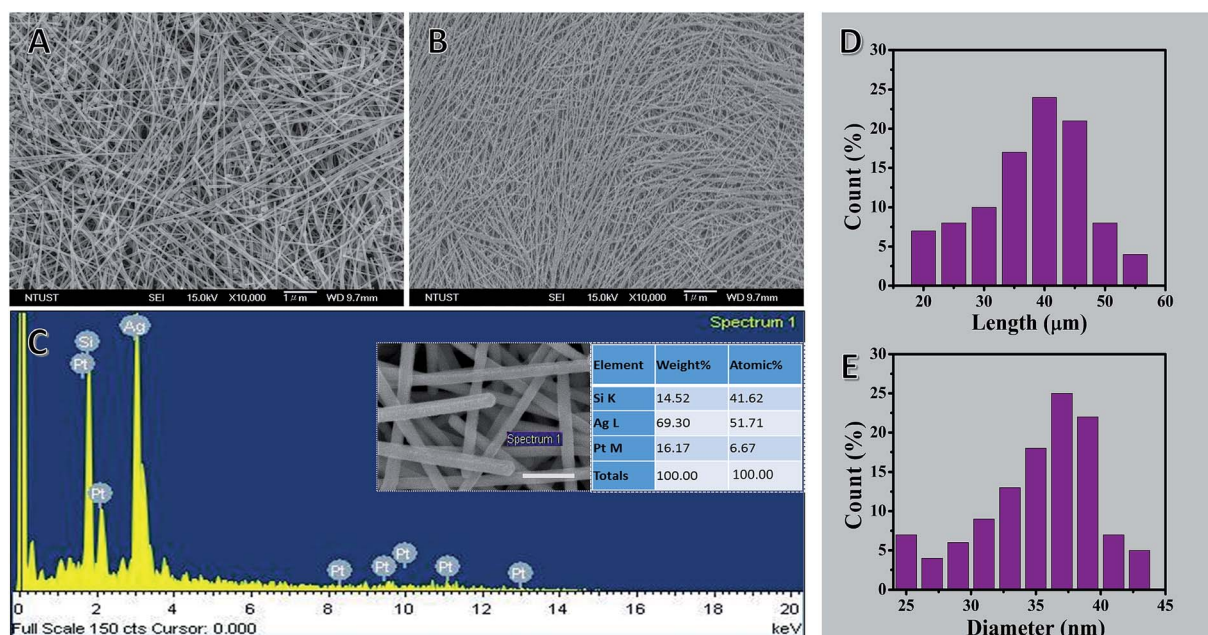 A
NTUST SEI 15.0kV X10,000 1μm WD 9.7mm
B
NTUST SEI 15.0kV X10,000 1μm WD 9.7mm
C
Spectrum 1
Si
Pt
Ag
Pt
Pt
Pt
Pt
Pt
Pt
Spectrum 1
Element Weight% Atomic%
Si K 14.52 41.62
Ag L 69.30 51.71
Pt M 16.17 6.67
Totals 100.00 100.00
0 2 4 6 8 10 12 14 16 18 20
Full Scale 150 cts Cursor: 0.000 keV
D
Count (%)
30
25
20
15
10
5
0
20 30 40 50 60
Length (μm)
E
Count (%)
30
25
20
15
10
5
0
25 30 35 40 45
Diameter (nm)